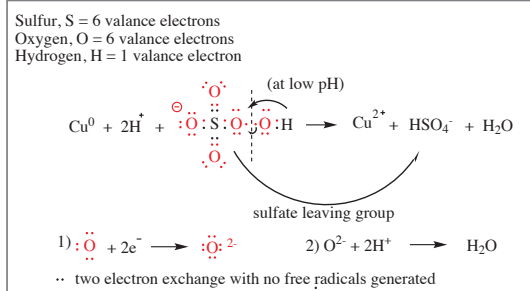 Sulfur, S = 6 valance electrons
Oxygen, O = 6 valance electrons
Hydrogen, H = 1 valance electron
(at low pH)
Cu⁰ + 2H⁺ + ⊖ :Ö:S:Ö:Ö:H → Cu²⁺ + HSO₄⁻ + H₂O
:Ö:
:Ö:
sulfate leaving group
1) :Ö + 2e⁻ → :Ö: ²⁻ 2) O²⁻ + 2H⁺ → H₂O
·· two electron exchange with no free radicals generated